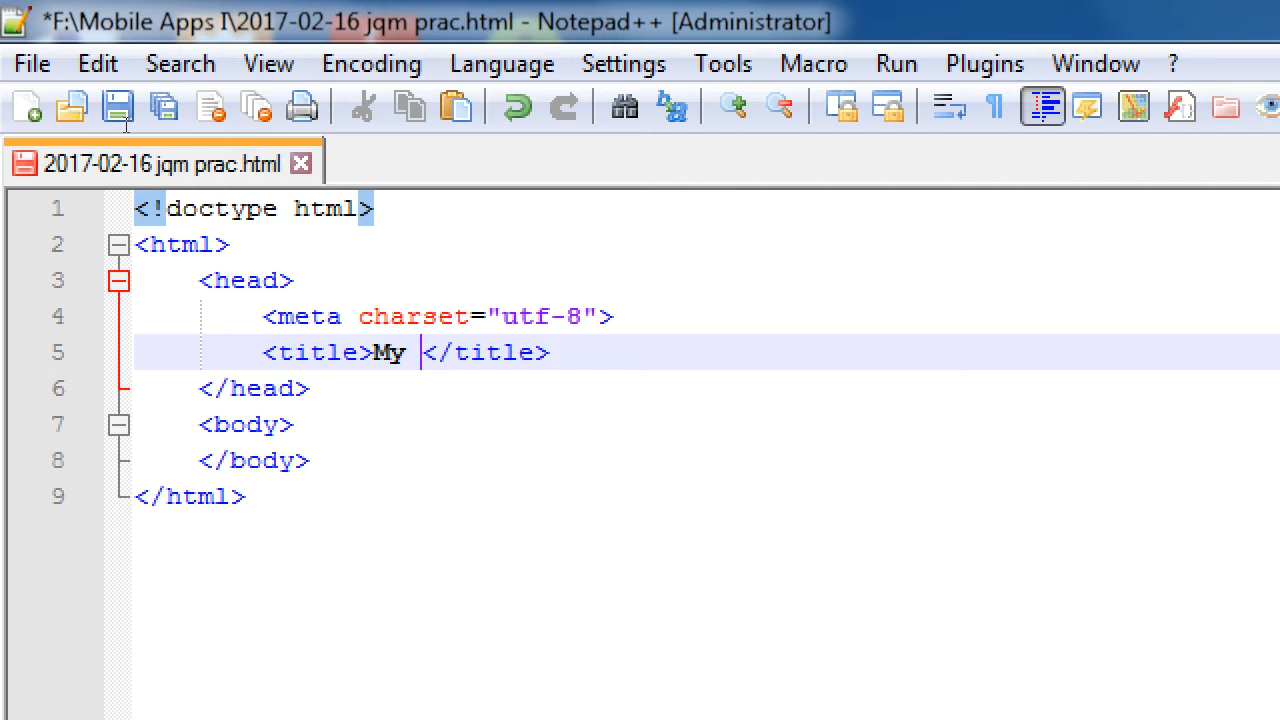 *F:\Mobile Apps I\2017-02-16 jqm prac.html - Notepad++ [Administrator]
File Edit Search View Encoding Language Settings Tools Macro Run Plugins Window ?
2017-02-16 jqm prac.html
1 <!doctype html>
2 <html>
3 <head>
4 <meta charset="utf-8">
5 <title>My </title>
6 </head>
7 <body>
8 </body>
9 </html>